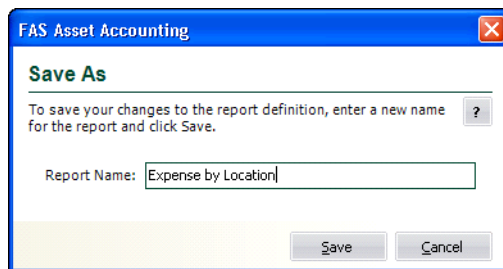 FAS Asset Accounting
Save As
To save your changes to the report definition, enter a new name
for the report and click Save.
?
Report Name: Expense by Location
Save Cancel